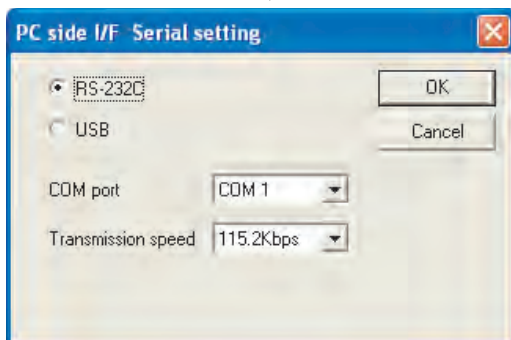 PC side I/F Serial setting
RS-232C
OK
USB
Cancel
COM port
COM 1
Transmission speed
115.2Kbps